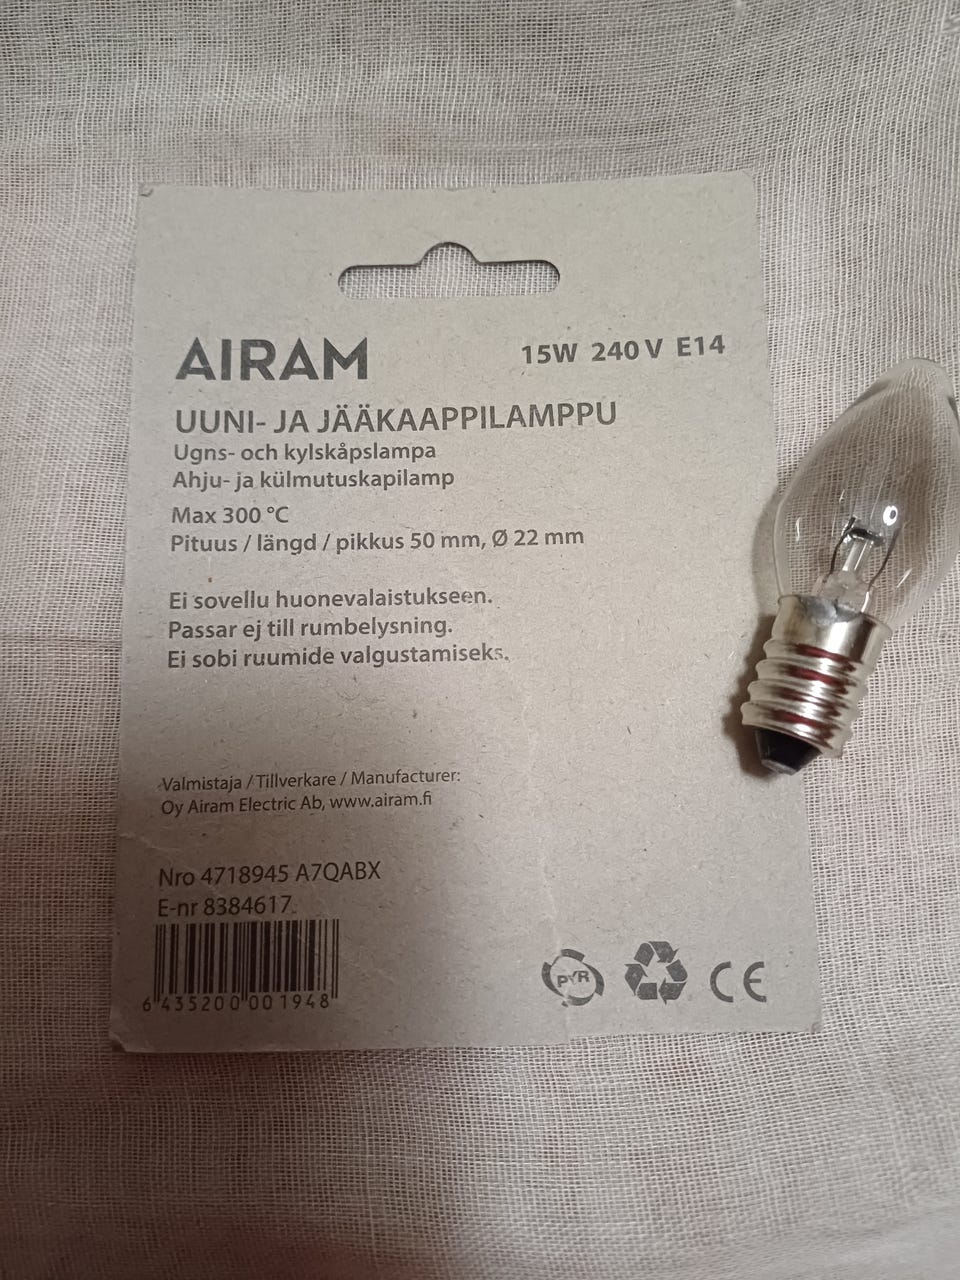 AIRAM
15W 240 V E14
UUNI- JA JÄÄKAAPPILAMPPU
Ugns- och kylskåpslampa
Ahju- ja külmutuskapilamp
Max 300 °C
Pituus / längd / pikkus 50 mm, Ø 22 mm
Ei sovellu huonevalaistukseen.
Passar ej till rumbelysning.
Ei sobi ruumide valgustamiseks.
Valmistaja / Tillverkare / Manufacturer:
Oy Airam Electric Ab, www.airam.fi
Nro 4718945 A7QABX
E-nr 8384617
6 435200 001948
PYR
CE